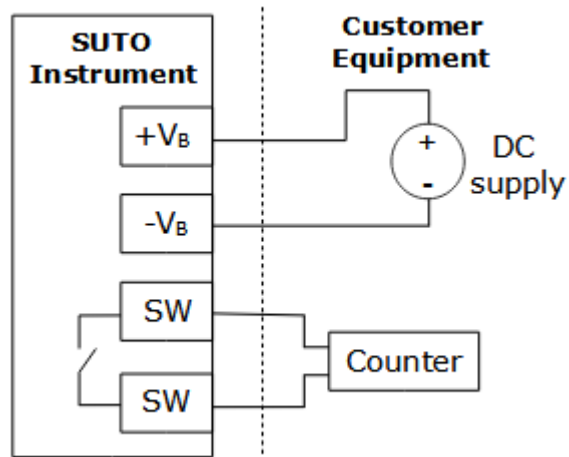 SUTO
Instrument
Customer
Equipment
+VB
-VB
+
-
DC
supply
SW
SW
Counter